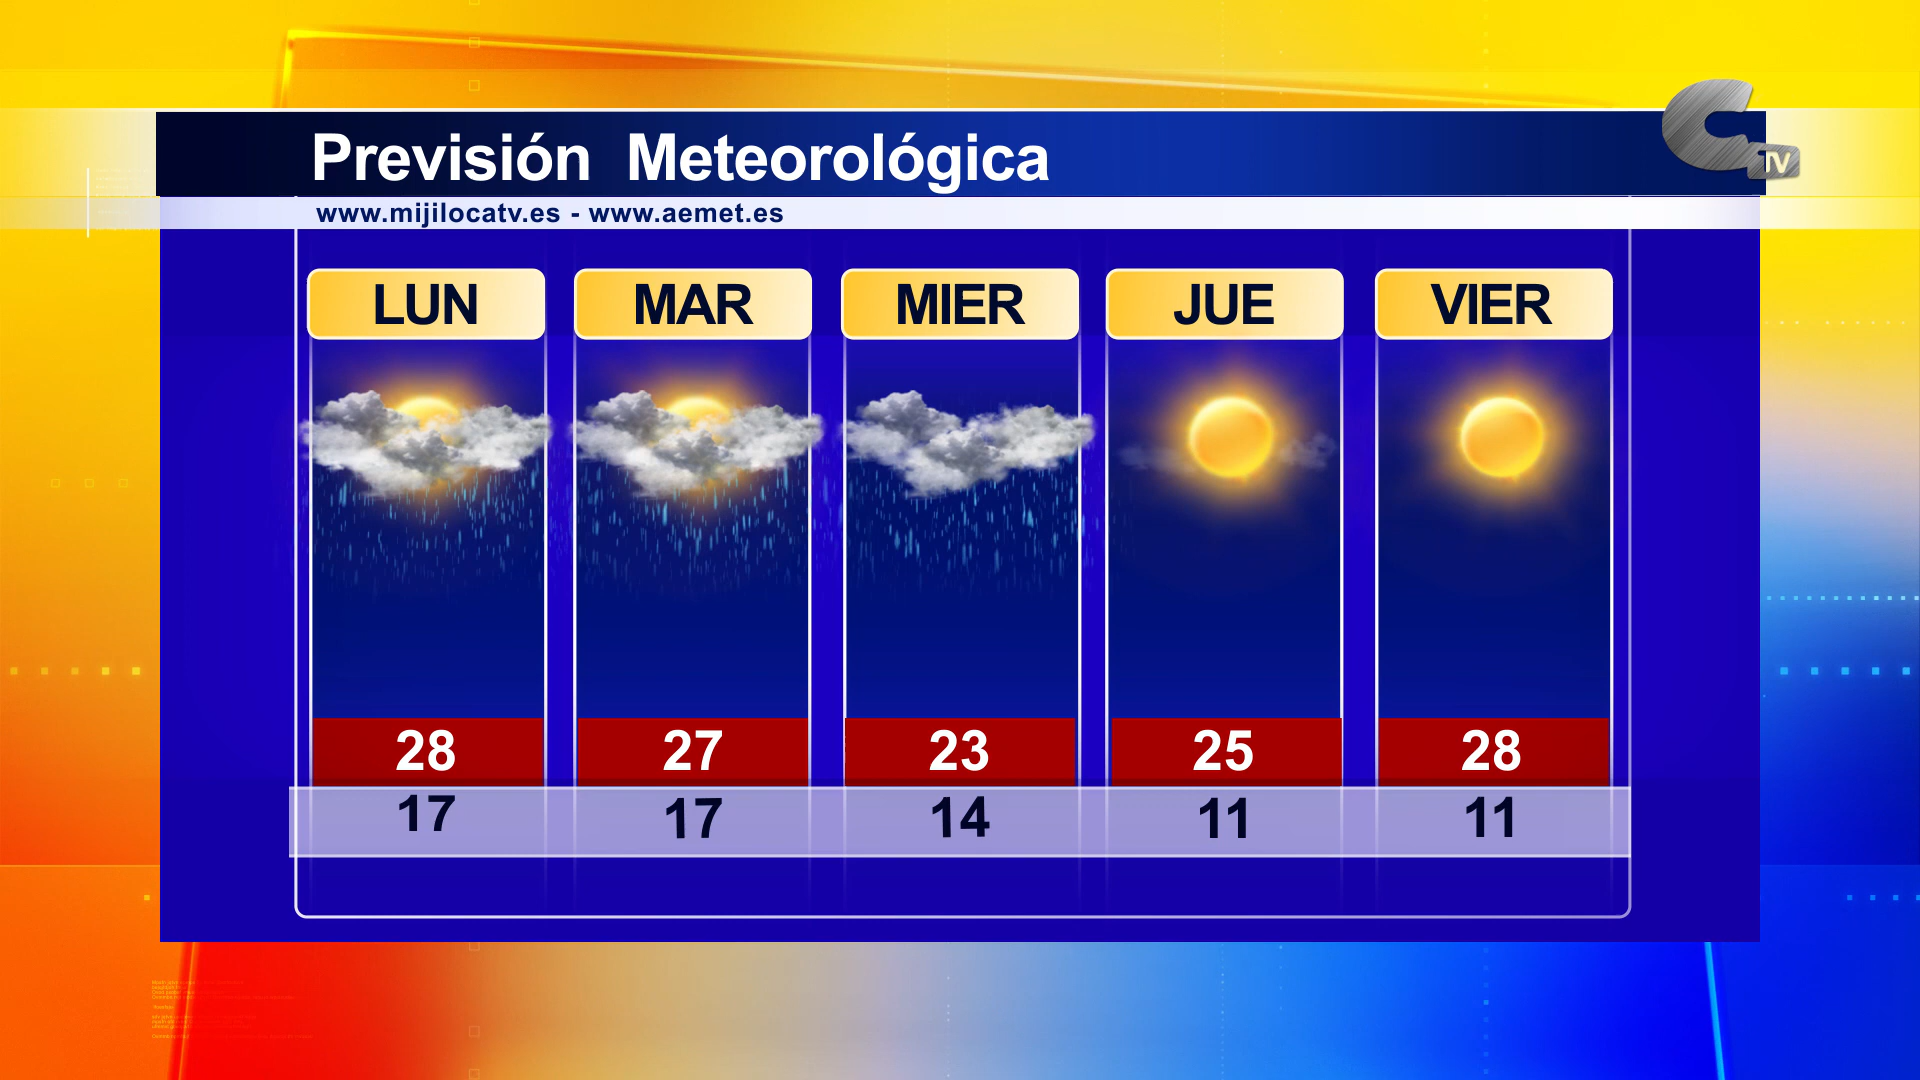 Previsión Meteorológica
TV
www.mijilocatv.es - www.aemet.es
LUN MAR MIER JUE VIER
28 27 23 25 28
17 17 14 11 11